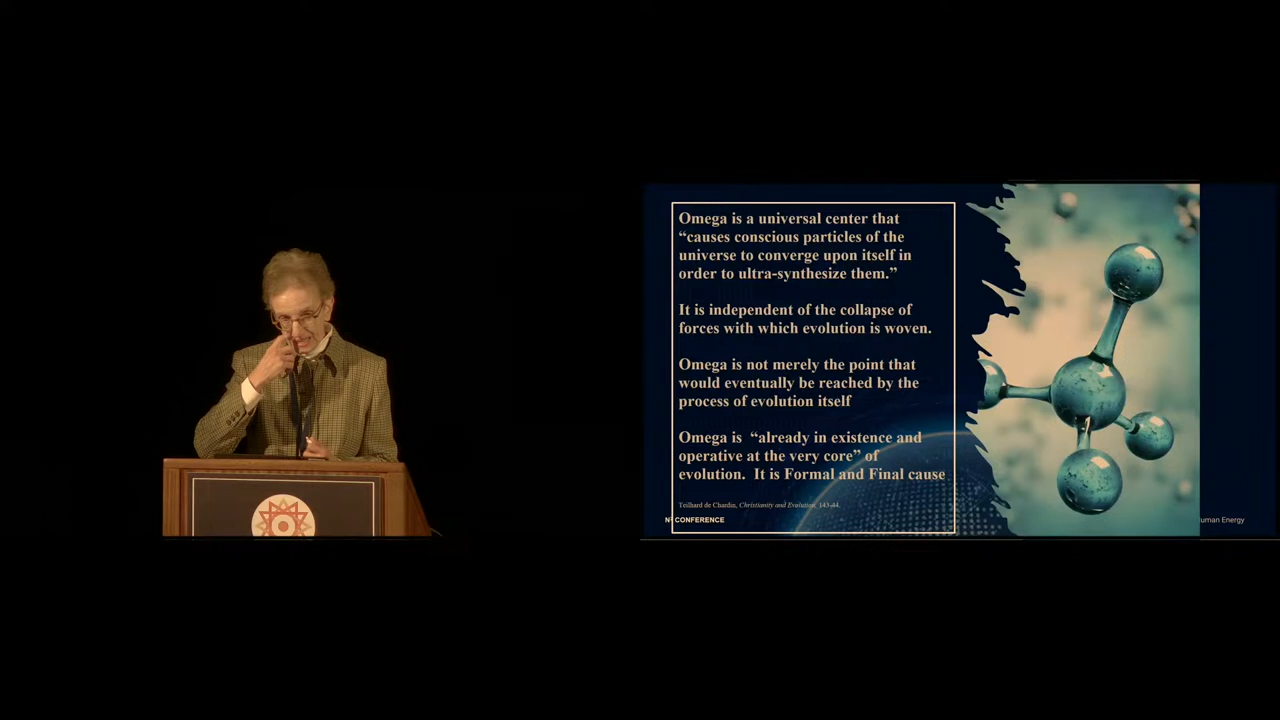 Omega is a universal center that
“causes conscious particles of the
universe to converge upon itself in
order to ultra-synthesize them.”
It is independent of the collapse of
forces with which evolution is woven.
Omega is not merely the point that
would eventually be reached by the
process of evolution itself
Omega is “already in existence and
operative at the very core” of
evolution. It is Formal and Final cause
Teilhard de Chardin, Christianity and Evolution, 143-44.
CONFERENCE
uman Energy